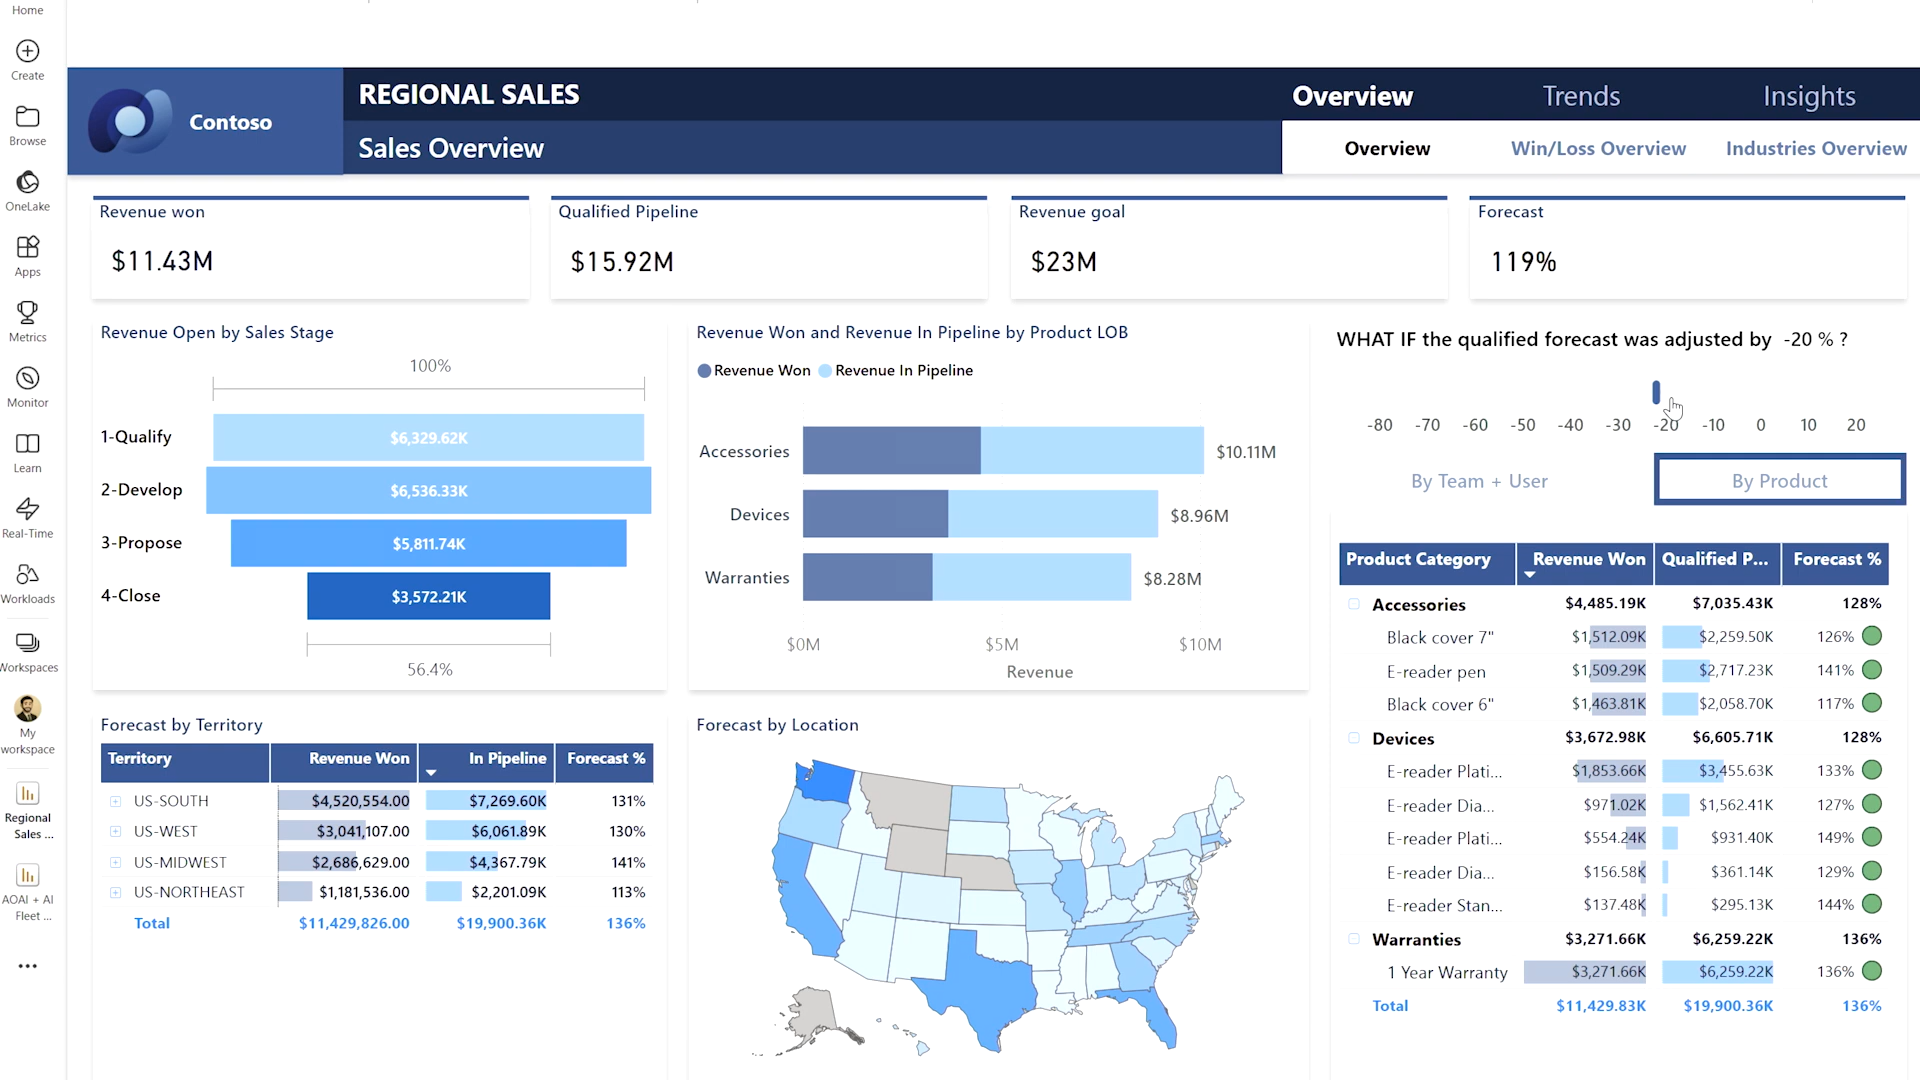 Home
Create
Browse
OneLake
Apps
Metrics
Monitor
Learn
Real-Time
Workloads
Workspaces
My
workspace
Regional
Sales ...
AOAI + AI
Fleet ...
Contoso
REGIONAL SALES
Sales Overview
Overview Trends Insights
Overview Win/Loss Overview Industries Overview
Revenue won
$11.43M
Qualified Pipeline
$15.92M
Revenue goal
$23M
Forecast
119%
Revenue Open by Sales Stage
100%
1-Qualify $6,329.62K
2-Develop $6,536.33K
3-Propose $5,811.74K
4-Close $3,572.21K
56.4%
Revenue Won and Revenue In Pipeline by Product LOB
Revenue Won Revenue In Pipeline
Accessories $10.11M
Devices $8.96M
Warranties $8.28M
$0M $5M $10M
Revenue
WHAT IF the qualified forecast was adjusted by -20 % ?
-80 -70 -60 -50 -40 -30 -20 -10 0 10 20
By Team + User By Product
Product Category Revenue Won Qualified P... Forecast %
Accessories $4,485.19K $7,035.43K 128%
Black cover 7" $1,512.09K $2,259.50K 126%
E-reader pen $1,509.29K $2,717.23K 141%
Black cover 6" $1,463.81K $2,058.70K 117%
Devices $3,672.98K $6,605.71K 128%
E-reader Plati... $1,853.66K $3,455.63K 133%
E-reader Dia... $971.02K $1,562.41K 127%
E-reader Plati... $554.24K $931.40K 149%
E-reader Dia... $156.58K $361.14K 129%
E-reader Stan... $137.48K $295.13K 144%
Warranties $3,271.66K $6,259.22K 136%
1 Year Warranty $3,271.66K $6,259.22K 136%
Total $11,429.83K $19,900.36K 136%
Forecast by Territory
Territory Revenue Won In Pipeline Forecast %
US-SOUTH $4,520,554.00 $7,269.60K 131%
US-WEST $3,041,107.00 $6,061.89K 130%
US-MIDWEST $2,686,629.00 $4,367.79K 141%
US-NORTHEAST $1,181,536.00 $2,201.09K 113%
Total $11,429,826.00 $19,900.36K 136%
Forecast by Location